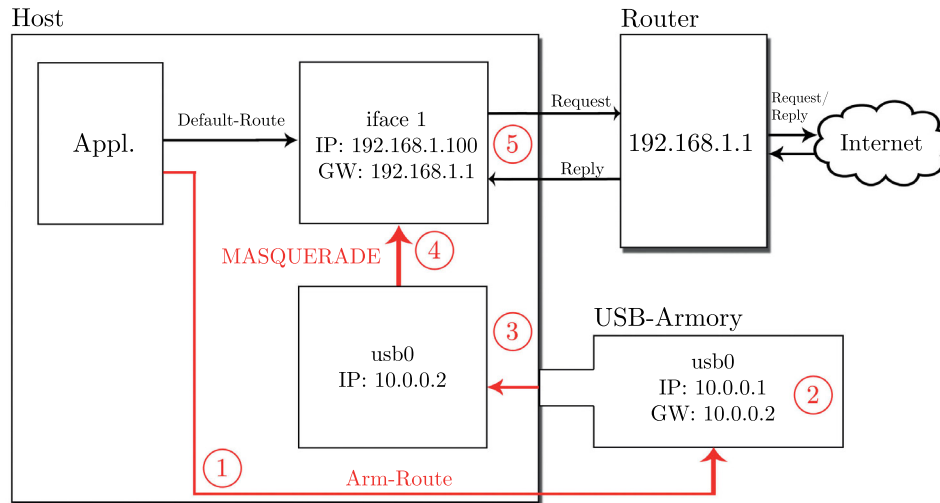 Host
Router
Appl.
Default-Route
iface 1
IP: 192.168.1.100
GW: 192.168.1.1
5
Request
Reply
192.168.1.1
Request/
Reply
Internet
MASQUERADE
4
usb0
IP: 10.0.0.2
3
USB-Armory
usb0
IP: 10.0.0.1
GW: 10.0.0.2
2
1
Arm-Route